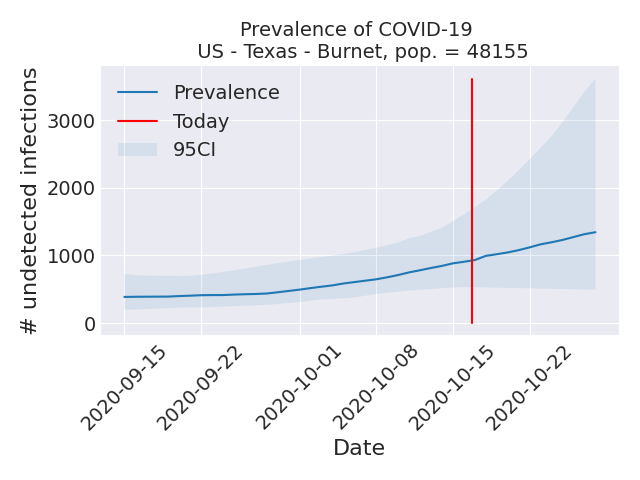 Prevalence of COVID-19
US - Texas - Burnet, pop. = 48155
# undetected infections
3000
2000
1000
0
Prevalence
Today
95CI
2020-09-15
2020-09-22
2020-10-01
2020-10-08
2020-10-15
2020-10-22
Date